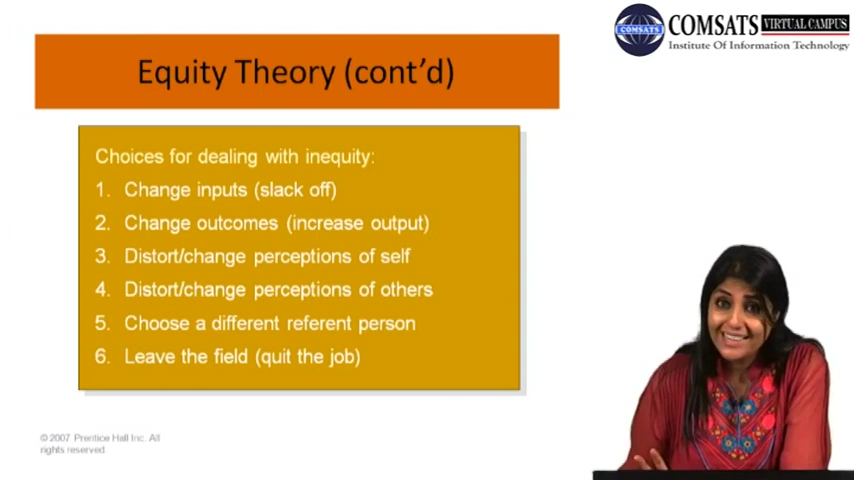 COMSATS VIRTUAL CAMPUS
COMSATS
Institute Of Information Technology
Equity Theory (cont’d)
Choices for dealing with inequity:
1. Change inputs (slack off)
2. Change outcomes (increase output)
3. Distort/change perceptions of self
4. Distort/change perceptions of others
5. Choose a different referent person
6. Leave the field (quit the job)
© 2007 Prentice Hall Inc. All
rights reserved